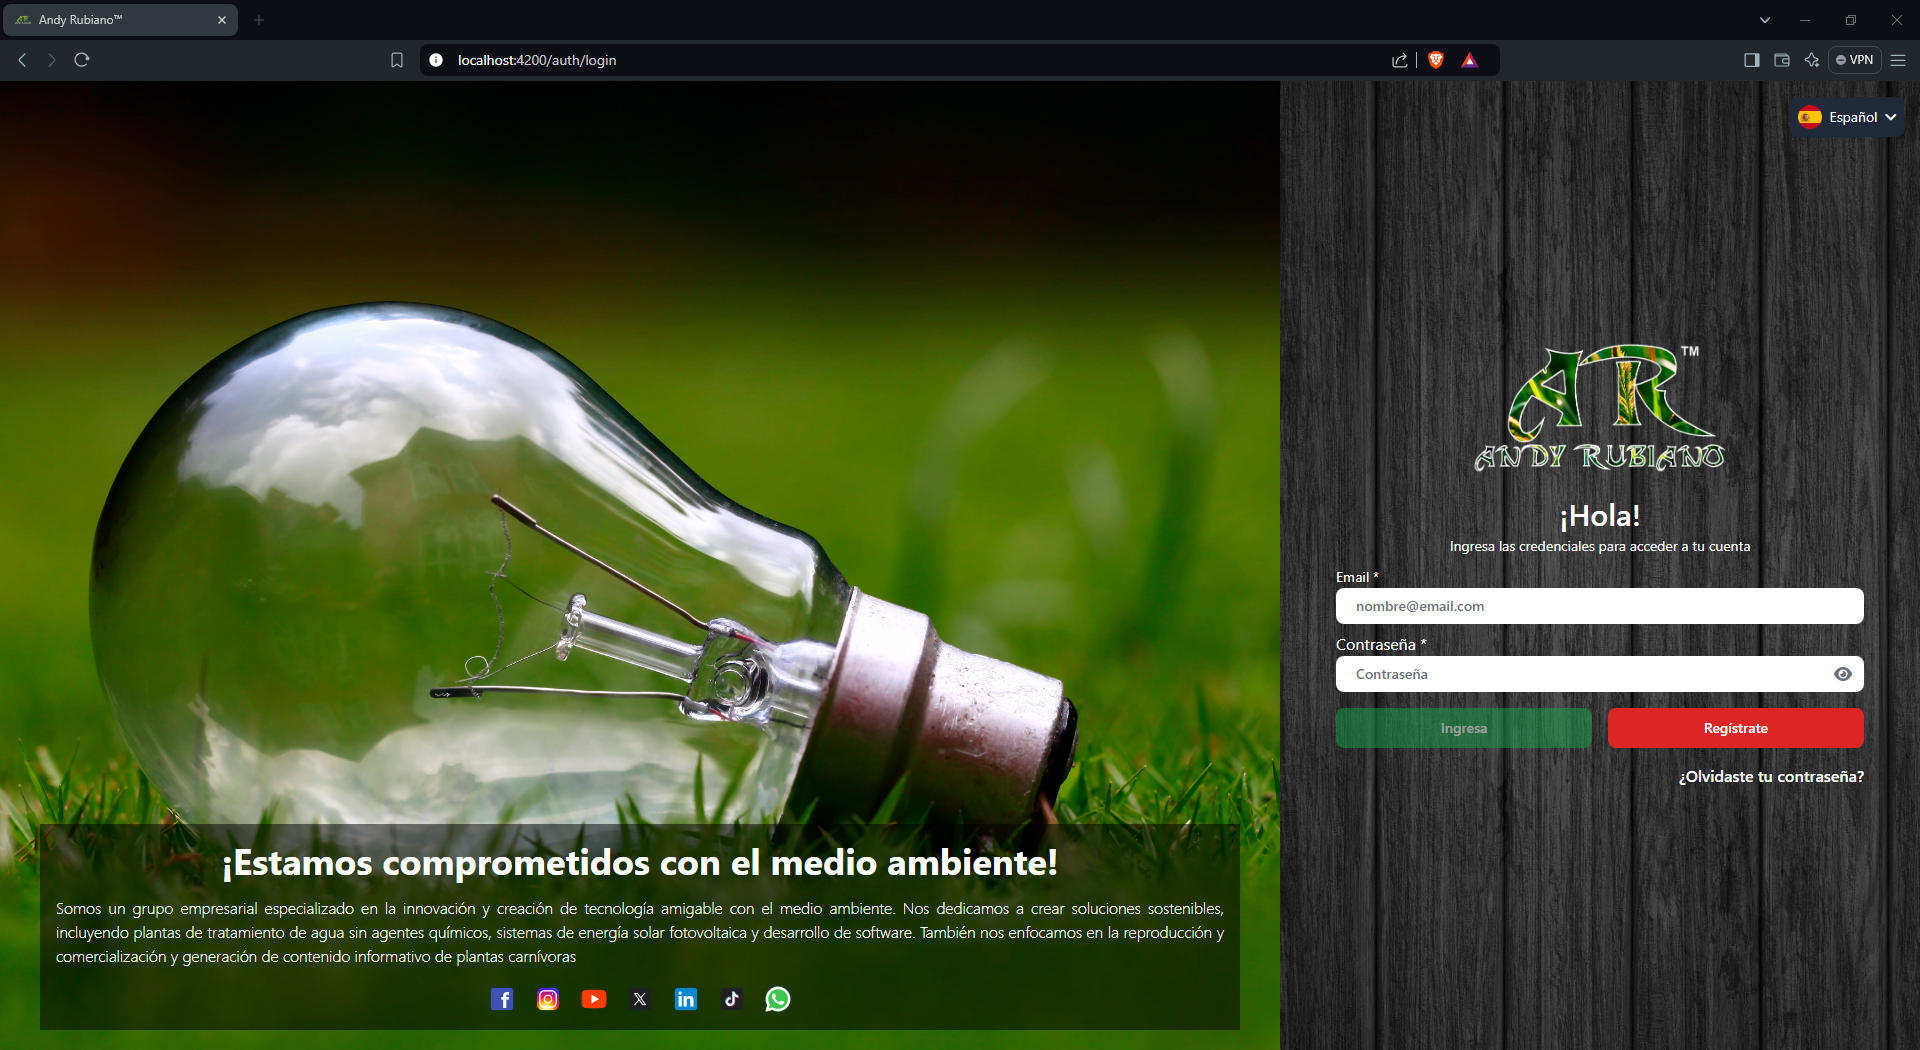 Andy Rubiano™
localhost:4200/auth/login
VPN
Español
AR™
ANDY RUBIANO
¡Hola!
Ingresa las credenciales para acceder a tu cuenta
Email *
nombre@email.com
Contraseña *
Contraseña
Ingresa
Regístrate
¿Olvidaste tu contraseña?
¡Estamos comprometidos con el medio ambiente!
Somos un grupo empresarial especializado en la innovación y creación de tecnología amigable con el medio ambiente. Nos dedicamos a crear soluciones sostenibles,
incluyendo plantas de tratamiento de agua sin agentes químicos, sistemas de energía solar fotovoltaica y desarrollo de software. También nos enfocamos en la reproducción y
comercialización y generación de contenido informativo de plantas carnívoras